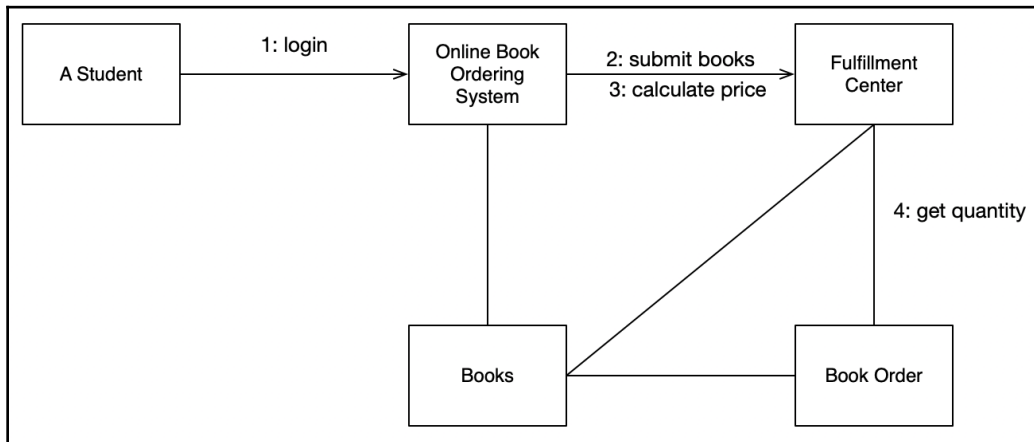 A Student
1: login
Online Book
Ordering
System
2: submit books
3: calculate price
Fulfillment
Center
4: get quantity
Books
Book Order